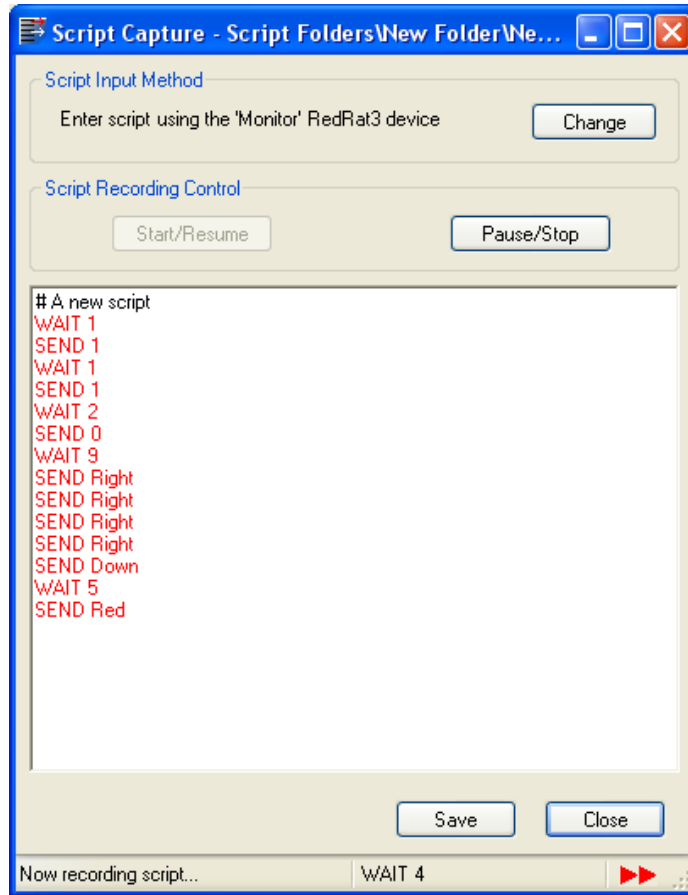 Script Capture - Script Folders\New Folder\Ne...
Script Input Method
Enter script using the 'Monitor' RedRat3 device
Change
Script Recording Control
Start/Resume
Pause/Stop
# A new script
WAIT 1
SEND 1
WAIT 1
SEND 1
WAIT 2
SEND 0
WAIT 9
SEND Right
SEND Right
SEND Right
SEND Right
SEND Down
WAIT 5
SEND Red
Save
Close
Now recording script...
WAIT 4